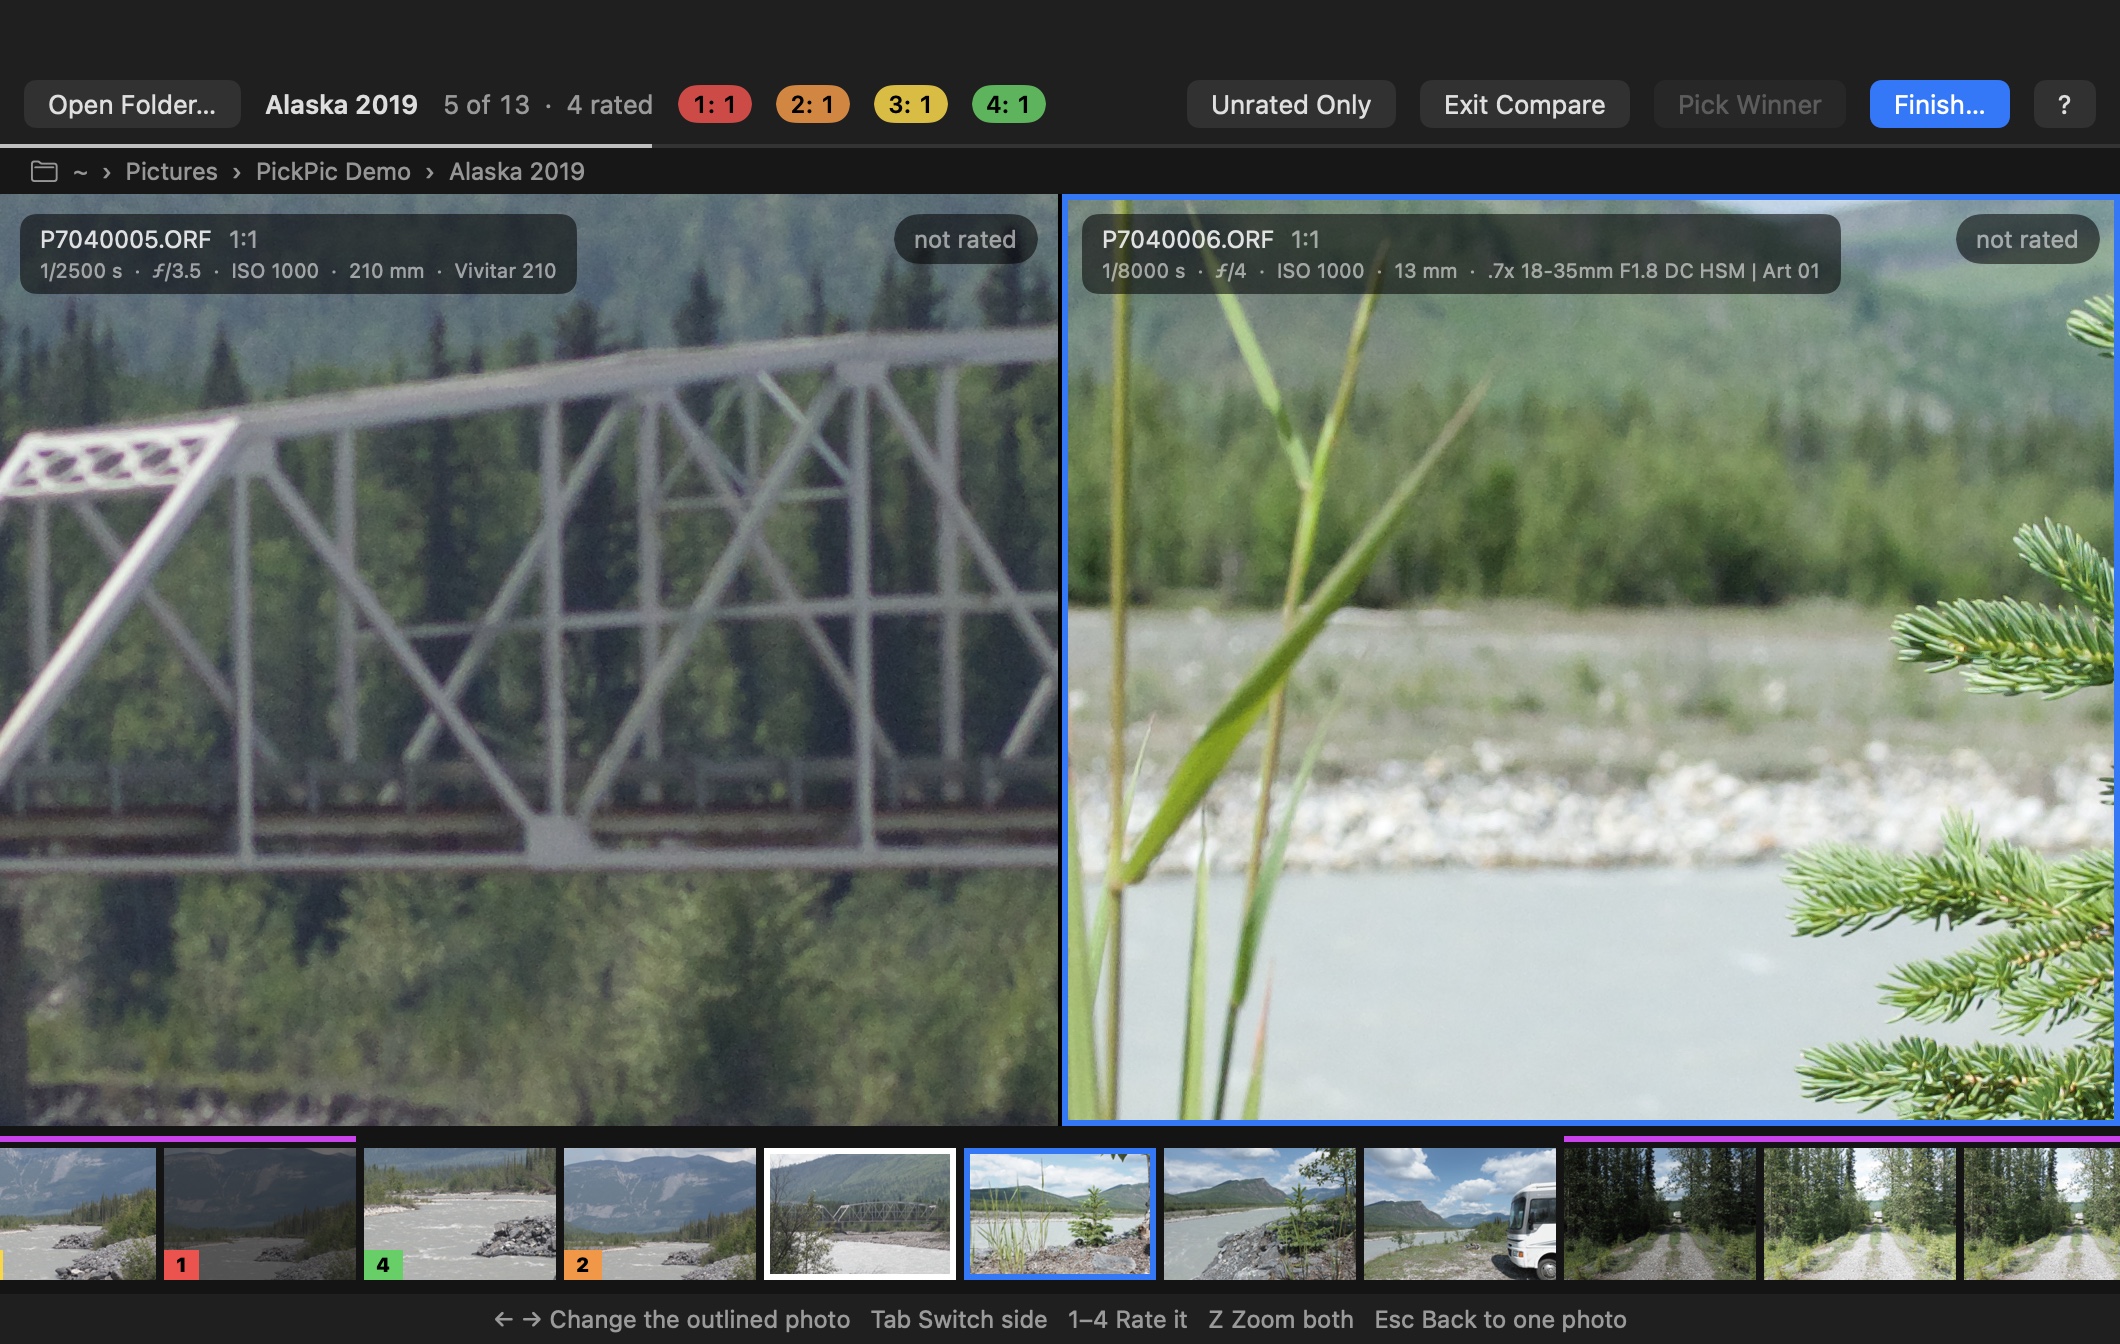 Open Folder... Alaska 2019 5 of 13 · 4 rated 1: 1 2: 1 3: 1 4: 1 Unrated Only Exit Compare Pick Winner Finish... ?
~ › Pictures › PickPic Demo › Alaska 2019
P7040005.ORF 1:1
1/2500 s · ƒ/3.5 · ISO 1000 · 210 mm · Vivitar 210
not rated
P7040006.ORF 1:1
1/8000 s · ƒ/4 · ISO 1000 · 13 mm · .7x 18-35mm F1.8 DC HSM | Art 01
not rated
1 4 2
← → Change the outlined photo Tab Switch side 1–4 Rate it Z Zoom both Esc Back to one photo